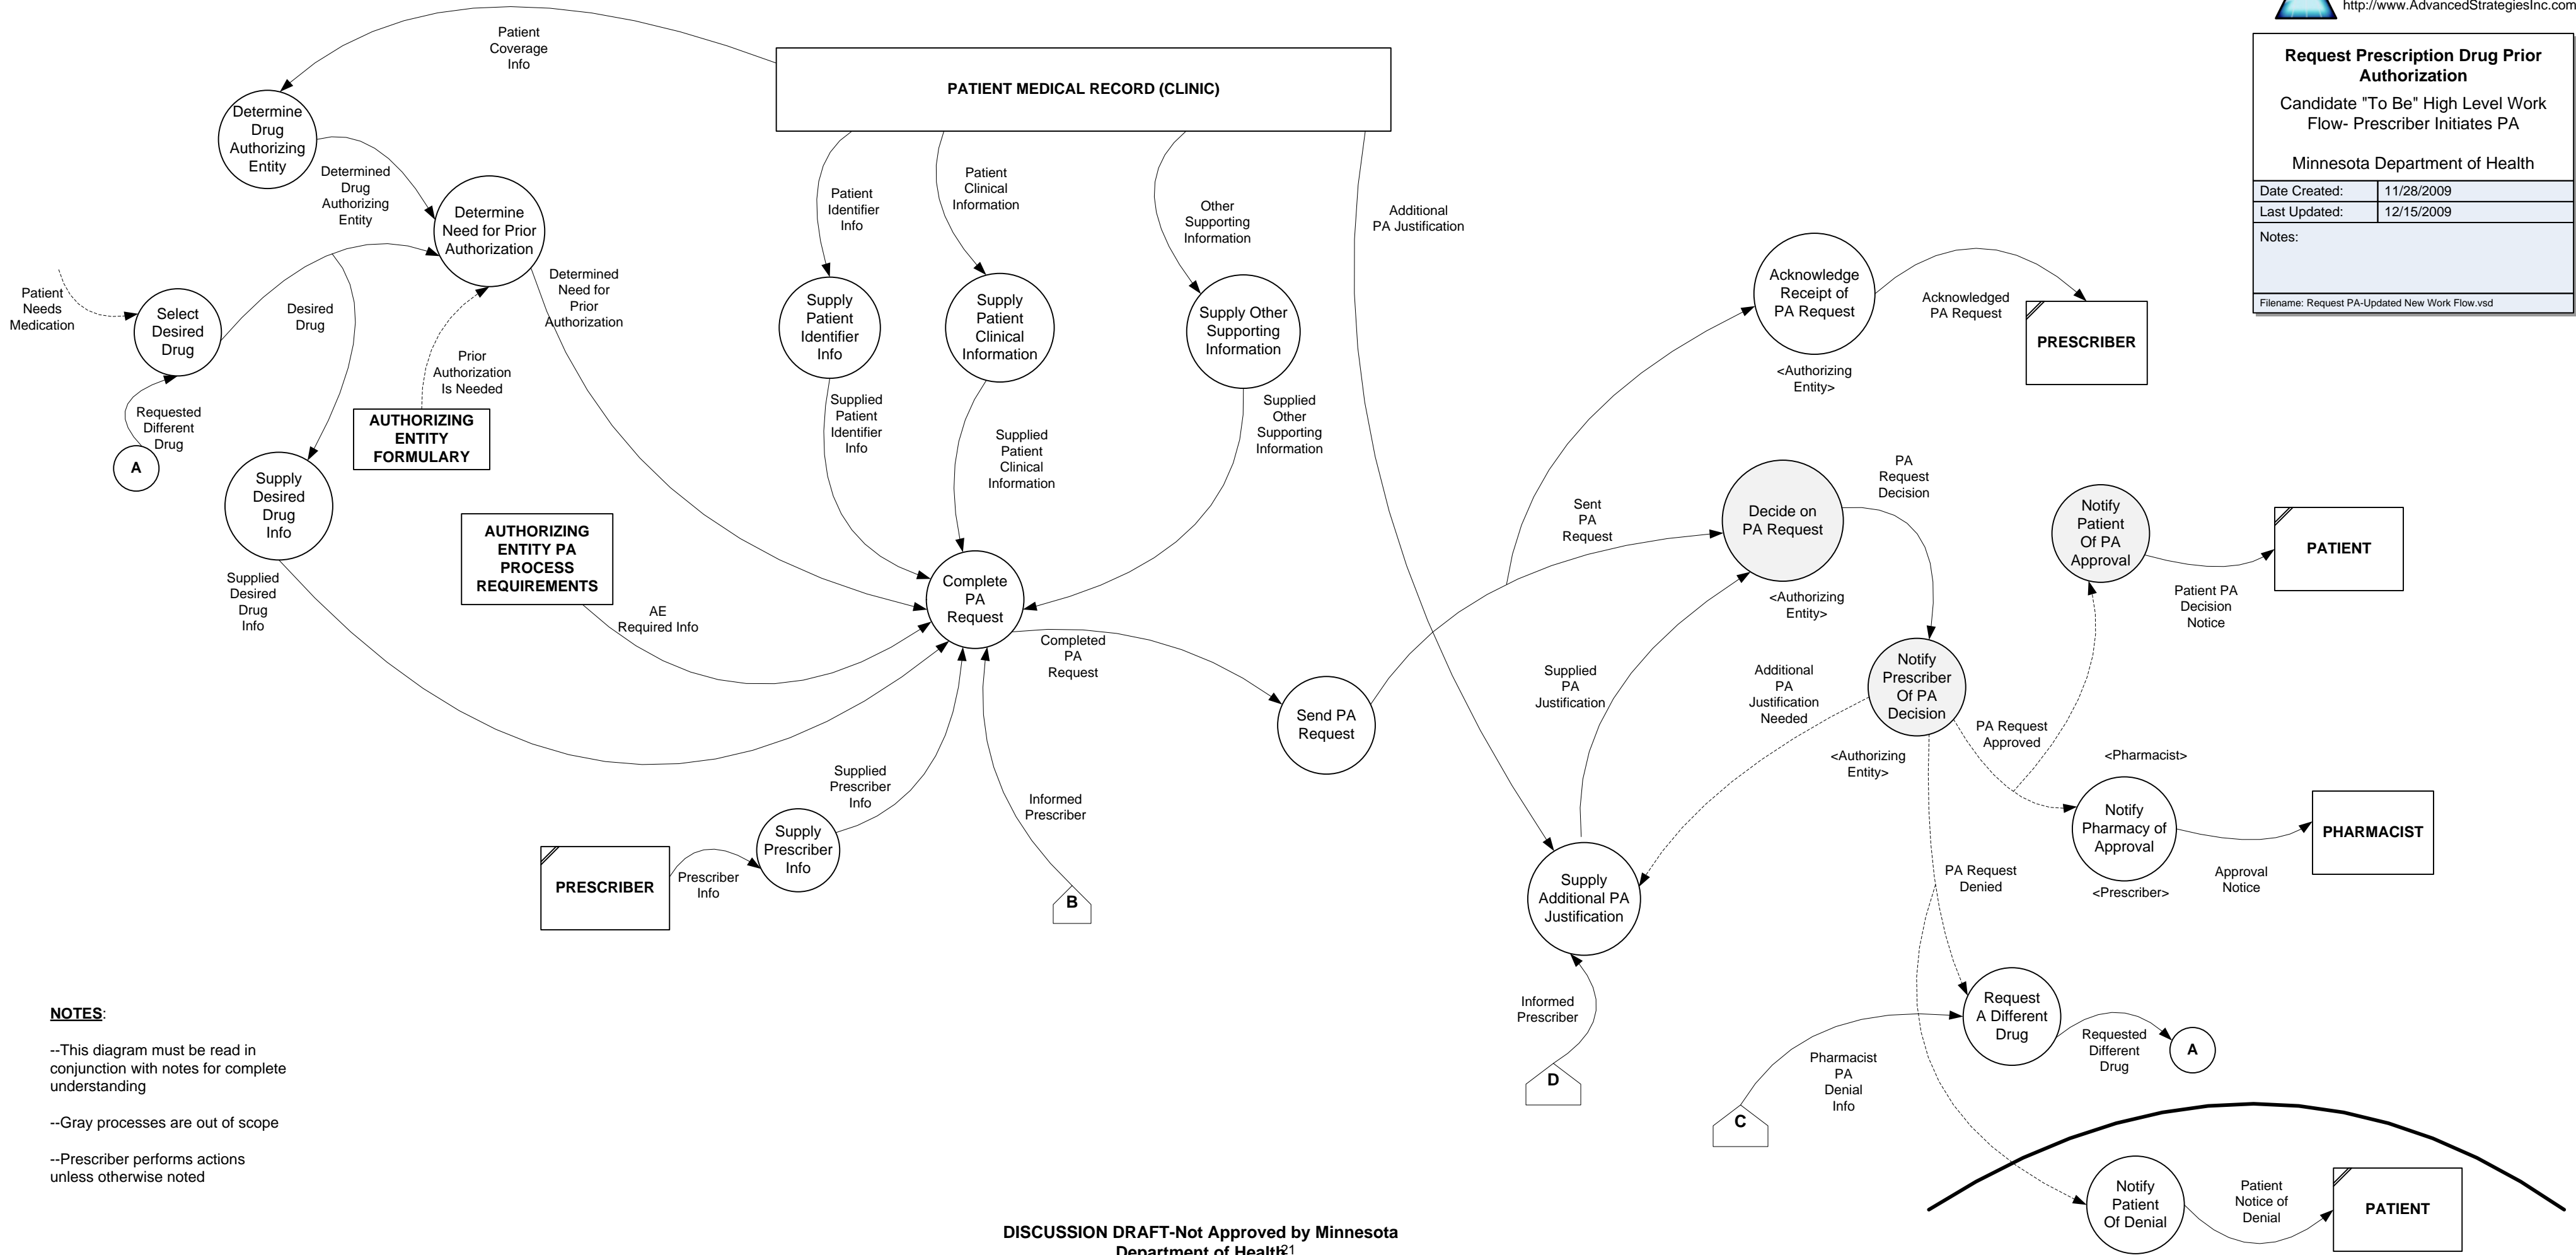 http://www.AdvancedStrategiesInc.com
Request Prescription Drug Prior
Authorization
Candidate "To Be" High Level Work
Flow- Prescriber Initiates PA
Minnesota Department of Health
Date Created:
11/28/2009
Last Updated:
12/15/2009
Notes:
Filename: Request PA-Updated New Work Flow.vsd
Patient
Coverage
Info
PATIENT MEDICAL RECORD (CLINIC)
Determine
Drug
Authorizing
Entity
Determined
Drug
Authorizing
Entity
Determine
Need for Prior
Authorization
Patient
Needs
Medication
Select
Desired
Drug
Desired
Drug
Requested
Different
Drug
A
Prior
Authorization
Is Needed
AUTHORIZING
ENTITY
FORMULARY
Determined
Need for
Prior
Authorization
Supply
Desired
Drug
Info
Supplied
Desired
Drug
Info
AUTHORIZING
ENTITY PA
PROCESS
REQUIREMENTS
AE
Required Info
Patient
Identifier
Info
Patient
Clinical
Information
Other
Supporting
Information
Additional
PA Justification
Supply
Patient
Identifier
Info
Supply
Patient
Clinical
Information
Supply Other
Supporting
Information
Supplied
Patient
Identifier
Info
Supplied
Patient
Clinical
Information
Supplied
Other
Supporting
Information
Complete
PA
Request
Completed
PA
Request
Send PA
Request
PRESCRIBER
Prescriber
Info
Supply
Prescriber
Info
Supplied
Prescriber
Info
Informed
Prescriber
B
Sent
PA
Request
Acknowledge
Receipt of
PA Request
<Authorizing
Entity>
Acknowledged
PA Request
PRESCRIBER
Decide on
PA Request
<Authorizing
Entity>
PA
Request
Decision
Notify
Patient
Of PA
Approval
Patient PA
Decision
Notice
PATIENT
Supplied
PA
Justification
Additional
PA
Justification
Needed
Notify
Prescriber
Of PA
Decision
<Authorizing
Entity>
PA Request
Approved
<Pharmacist>
Notify
Pharmacy of
Approval
<Prescriber>
Approval
Notice
PHARMACIST
Supply
Additional PA
Justification
PA Request
Denied
Informed
Prescriber
D
Pharmacist
PA
Denial
Info
C
Request
A Different
Drug
Requested
Different
Drug
A
Notify
Patient
Of Denial
Patient
Notice of
Denial
PATIENT
NOTES:
--This diagram must be read in
conjunction with notes for complete
understanding
--Gray processes are out of scope
--Prescriber performs actions
unless otherwise noted
DISCUSSION DRAFT-Not Approved by Minnesota
Department of Health
21